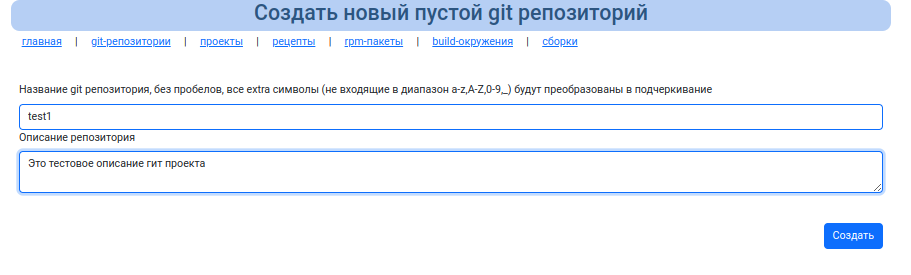 Создать новый пустой git репозиторий
главная | git-репозитории | проекты | рецепты | rpm-пакеты | build-окружения | сборки
Название git репозитория, без пробелов, все extra символы (не входящие в диапазон a-z,A-Z,0-9,_) будут преобразованы в подчеркивание
test1
Описание репозитория
Это тестовое описание гит проекта
Создать